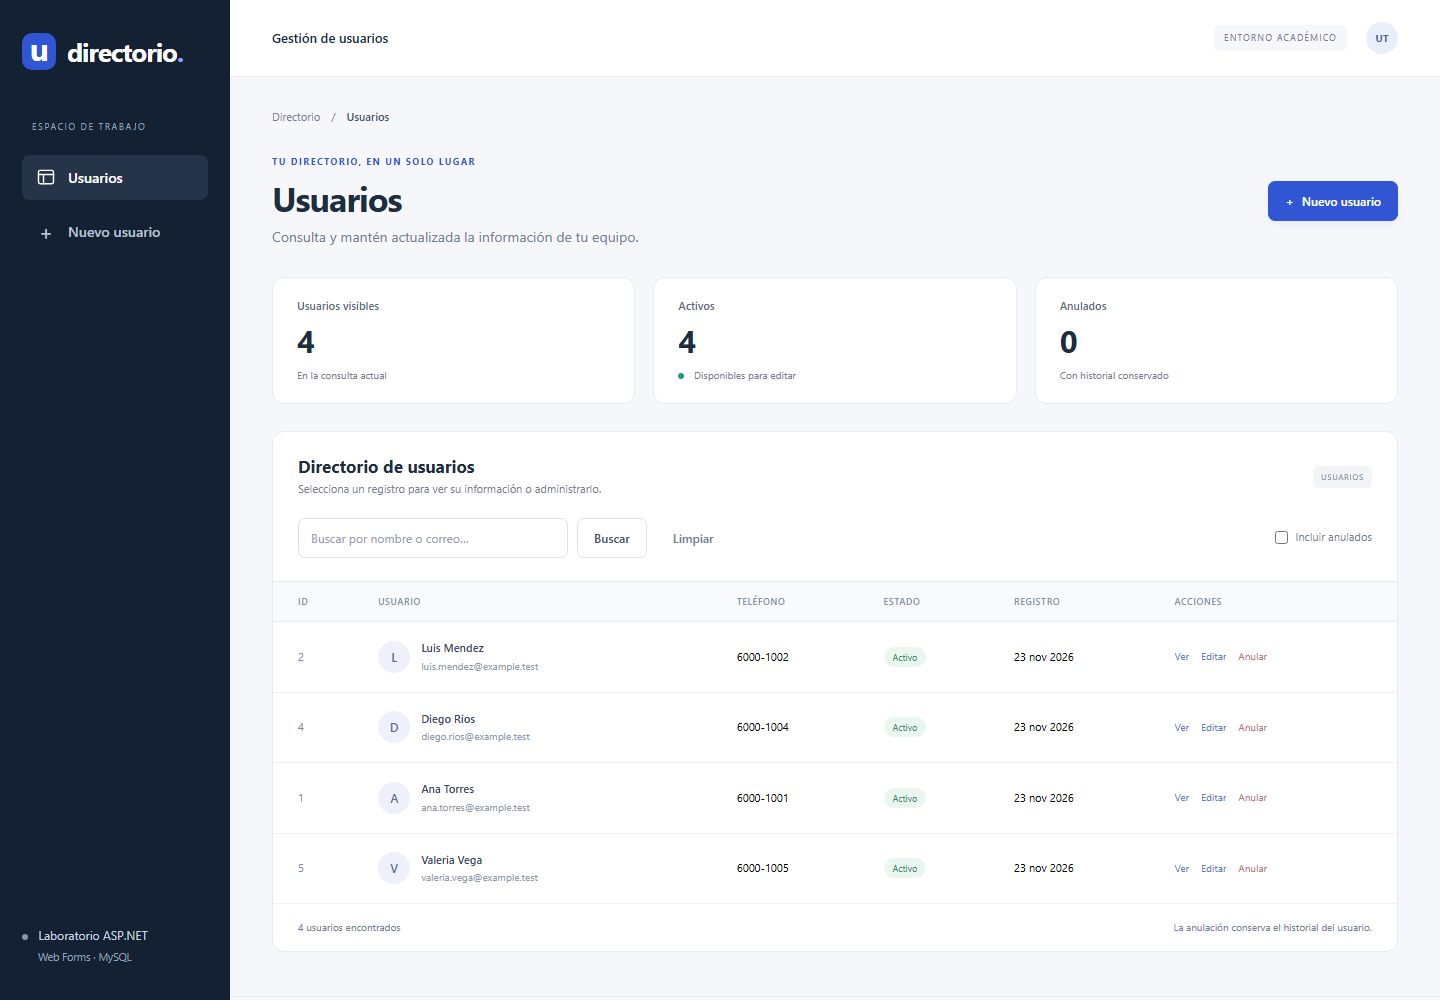 u directorio.
ESPACIO DE TRABAJO
Usuarios
+ Nuevo usuario
Laboratorio ASP.NET
Web Forms · MySQL
Gestión de usuarios
ENTORNO ACADÉMICO
UT
Directorio / Usuarios
TU DIRECTORIO, EN UN SOLO LUGAR
Usuarios
Consulta y mantén actualizada la información de tu equipo.
+ Nuevo usuario
Usuarios visibles
4
En la consulta actual
Activos
4
Disponibles para editar
Anulados
0
Con historial conservado
Directorio de usuarios
Selecciona un registro para ver su información o administrarlo.
USUARIOS
Buscar por nombre o correo...
Buscar
Limpiar
Incluir anulados
ID USUARIO TELÉFONO ESTADO REGISTRO ACCIONES
2 L Luis Mendez 6000-1002 Activo 23 nov 2026 Ver Editar Anular
luis.mendez@example.test
4 D Diego Rios 6000-1004 Activo 23 nov 2026 Ver Editar Anular
diego.rios@example.test
1 A Ana Torres 6000-1001 Activo 23 nov 2026 Ver Editar Anular
ana.torres@example.test
5 V Valeria Vega 6000-1005 Activo 23 nov 2026 Ver Editar Anular
valeria.vega@example.test
4 usuarios encontrados
La anulación conserva el historial del usuario.